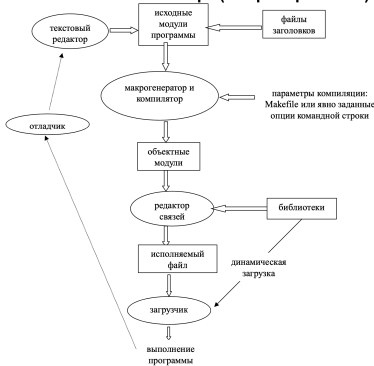 исходные
модули
программы
текстовый
редактор
файлы
заголовков
макрогенератор и
компилятор
параметры компиляции:
Makefile или явно заданные
опции командной строки
отладчик
объектные
модули
редактор
связей
библиотеки
исполняемый
файл
динамическая
загрузка
загрузчик
выполнение
программы